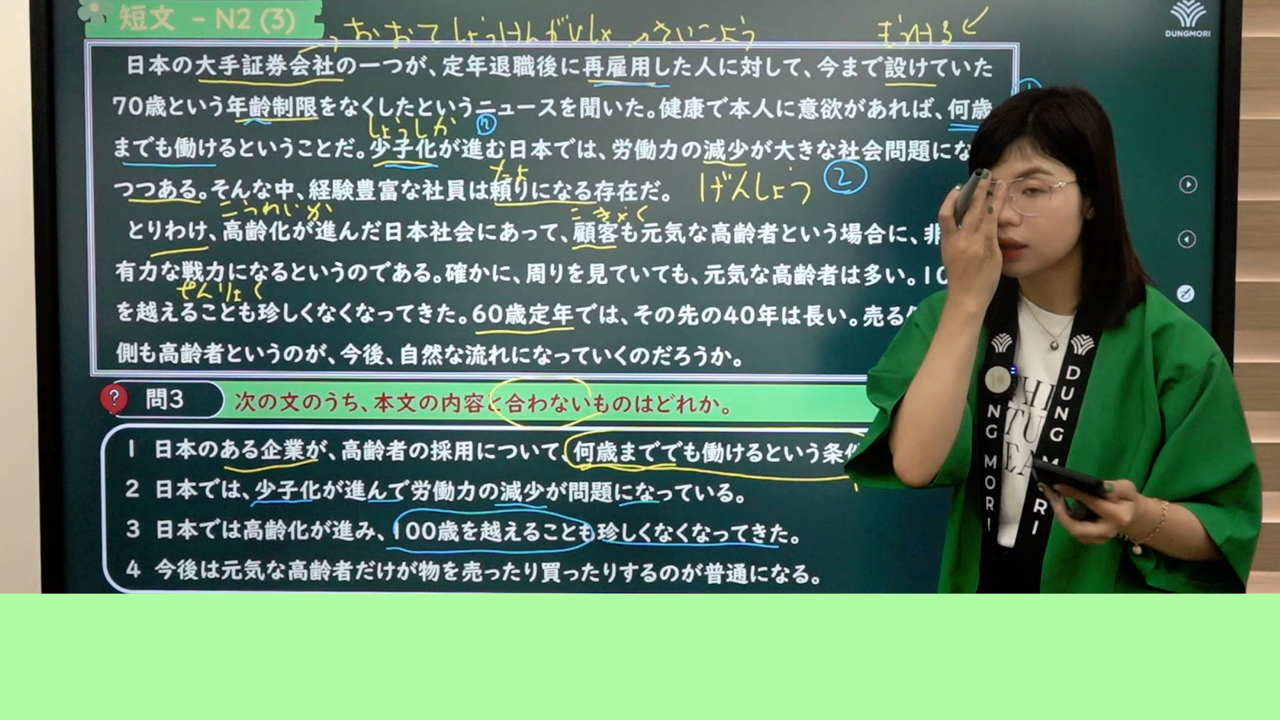 短文 - N2 (3)
おおてしょうけんがいしゃ
さいこよう
もうける
DUNGMORI
日本の大手証券会社の一つが、定年退職後に再雇用した人に対して、今まで設けていた
70歳という年齢制限をなくしたというニュースを聞いた。健康で本人に意欲があれば、何歳
しょうしか
までも働けるということだ。少子化が進む日本では、労働力の減少が大きな社会問題にな
たよ
つつある。そんな中、経験豊富な社員は頼りになる存在だ。
げんしょう
②
こきゃく
とりわけ、高齢化が進んだ日本社会にあって、顧客も元気な高齢者という場合に、非
有力な戦力になるというのである。確かに、周りを見ていても、元気な高齢者は多い。10
せんりょく
を越えることも珍しくなくなってきた。60歳定年では、その先の40年は長い。売る
側も高齢者というのが、今後、自然な流れになっていくのだろうか。
? 問3 次の文のうち、本文の内容と合わないものはどれか。
1 日本のある企業が、高齢者の採用について、何歳まででも働けるという条件
2 日本では、少子化が進んで労働力の減少が問題になっている。
3 日本では高齢化が進み、100歳を越えることも珍しくなくなってきた。
4 今後は元気な高齢者だけが物を売ったり買ったりするのが普通になる。
DUNG MORI